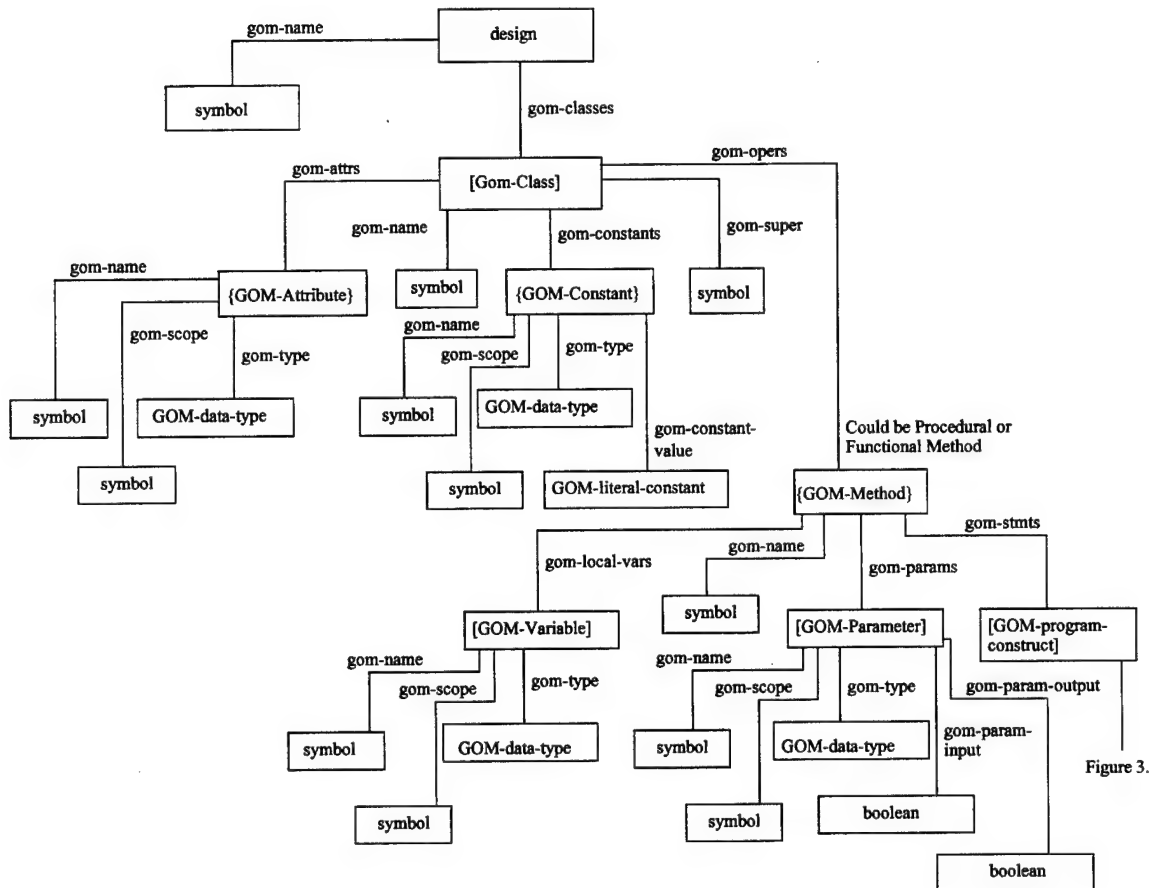 gom-name
design
symbol
gom-classes
gom-opers
gom-attrs
[Gom-Class]
gom-name
gom-constants
gom-super
gom-name
{GOM-Attribute}
symbol
{GOM-Constant}
symbol
gom-scope
gom-type
gom-name
gom-scope
gom-type
symbol
GOM-data-type
symbol
GOM-data-type
symbol
symbol
gom-constant-
value
GOM-literal-constant
Could be Procedural or
Functional Method
{GOM-Method}
gom-local-vars
gom-name
gom-params
gom-stmts
symbol
[GOM-Variable]
[GOM-Parameter]
[GOM-program-
construct]
gom-name
gom-scope
gom-type
gom-name
gom-scope
gom-type
gom-param-output
symbol
GOM-data-type
symbol
GOM-data-type
gom-param-
input
Figure 3.
symbol
symbol
boolean
boolean